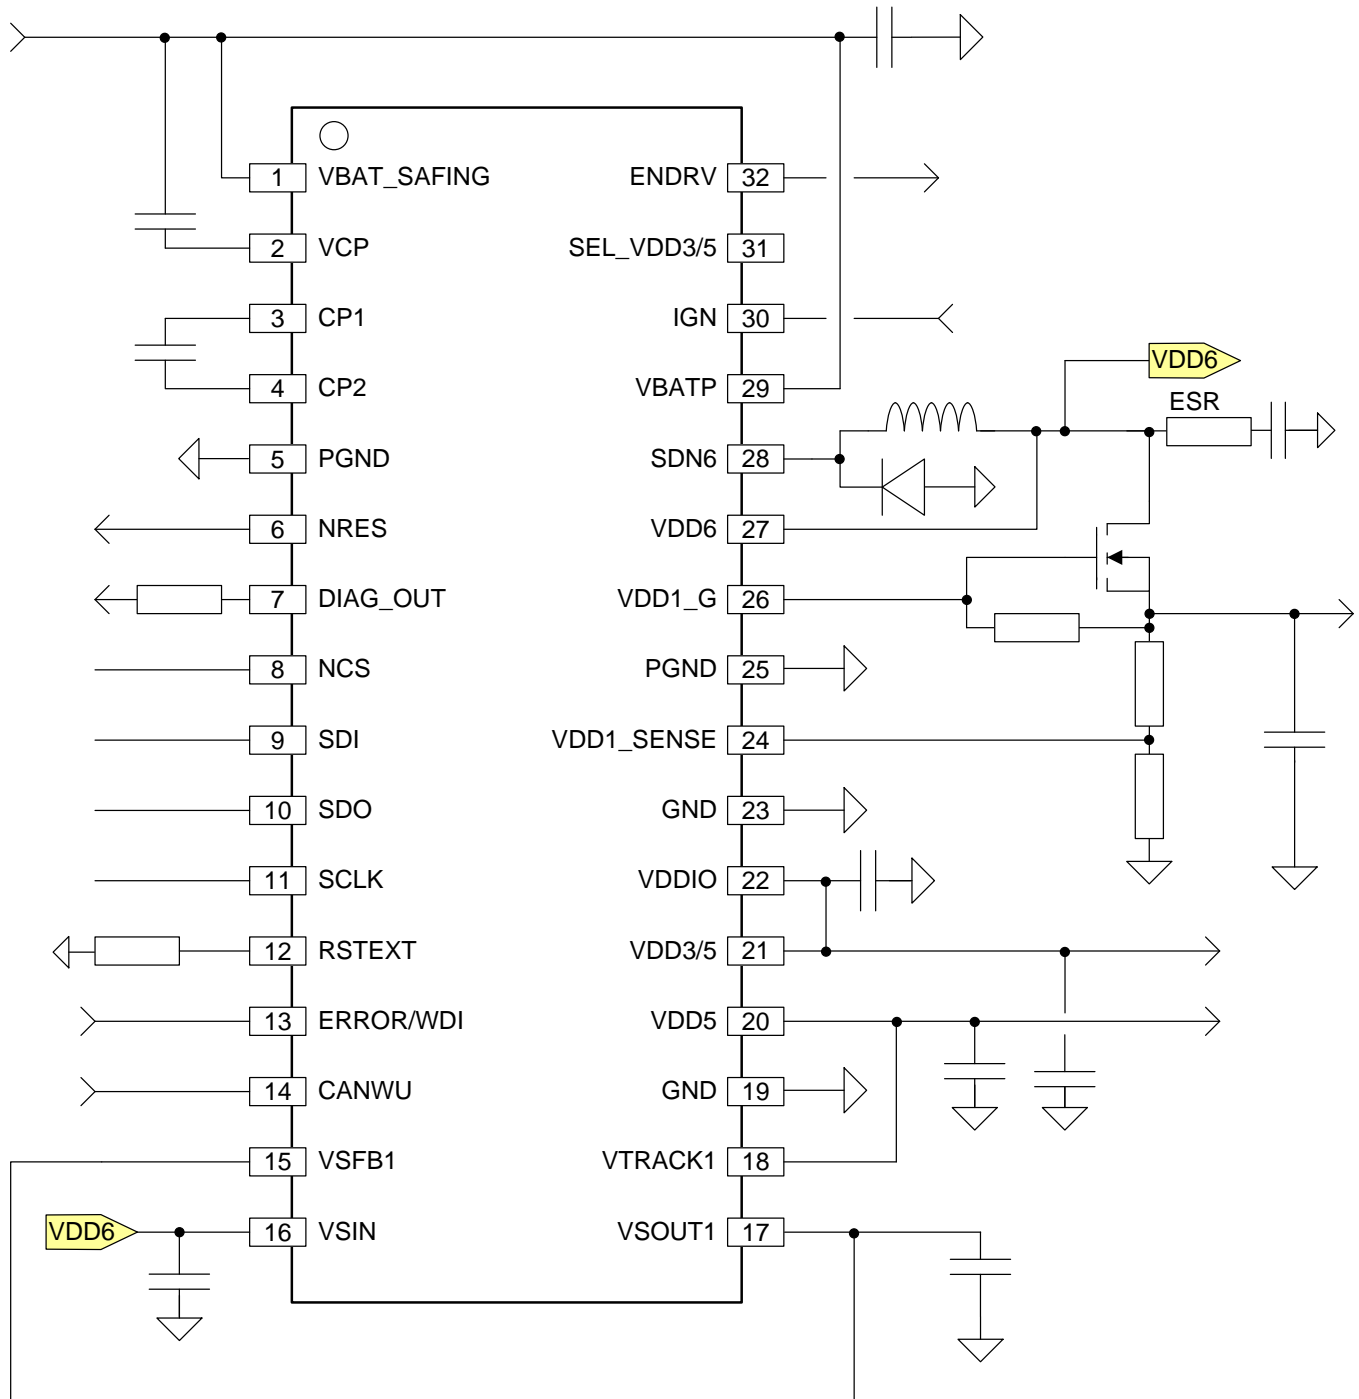 1 VBAT_SAFING ENDRV 32
2 VCP SEL_VDD3/5 31
3 CP1 IGN 30
4 CP2 VBATP 29
VDD6
ESR
5 PGND SDN6 28
6 NRES VDD6 27
7 DIAG_OUT VDD1_G 26
8 NCS PGND 25
9 SDI VDD1_SENSE 24
10 SDO GND 23
11 SCLK VDDIO 22
12 RSTEXT VDD3/5 21
13 ERROR/WDI VDD5 20
14 CANWU GND 19
15 VSFB1 VTRACK1 18
VDD6 16 VSIN VSOUT1 17